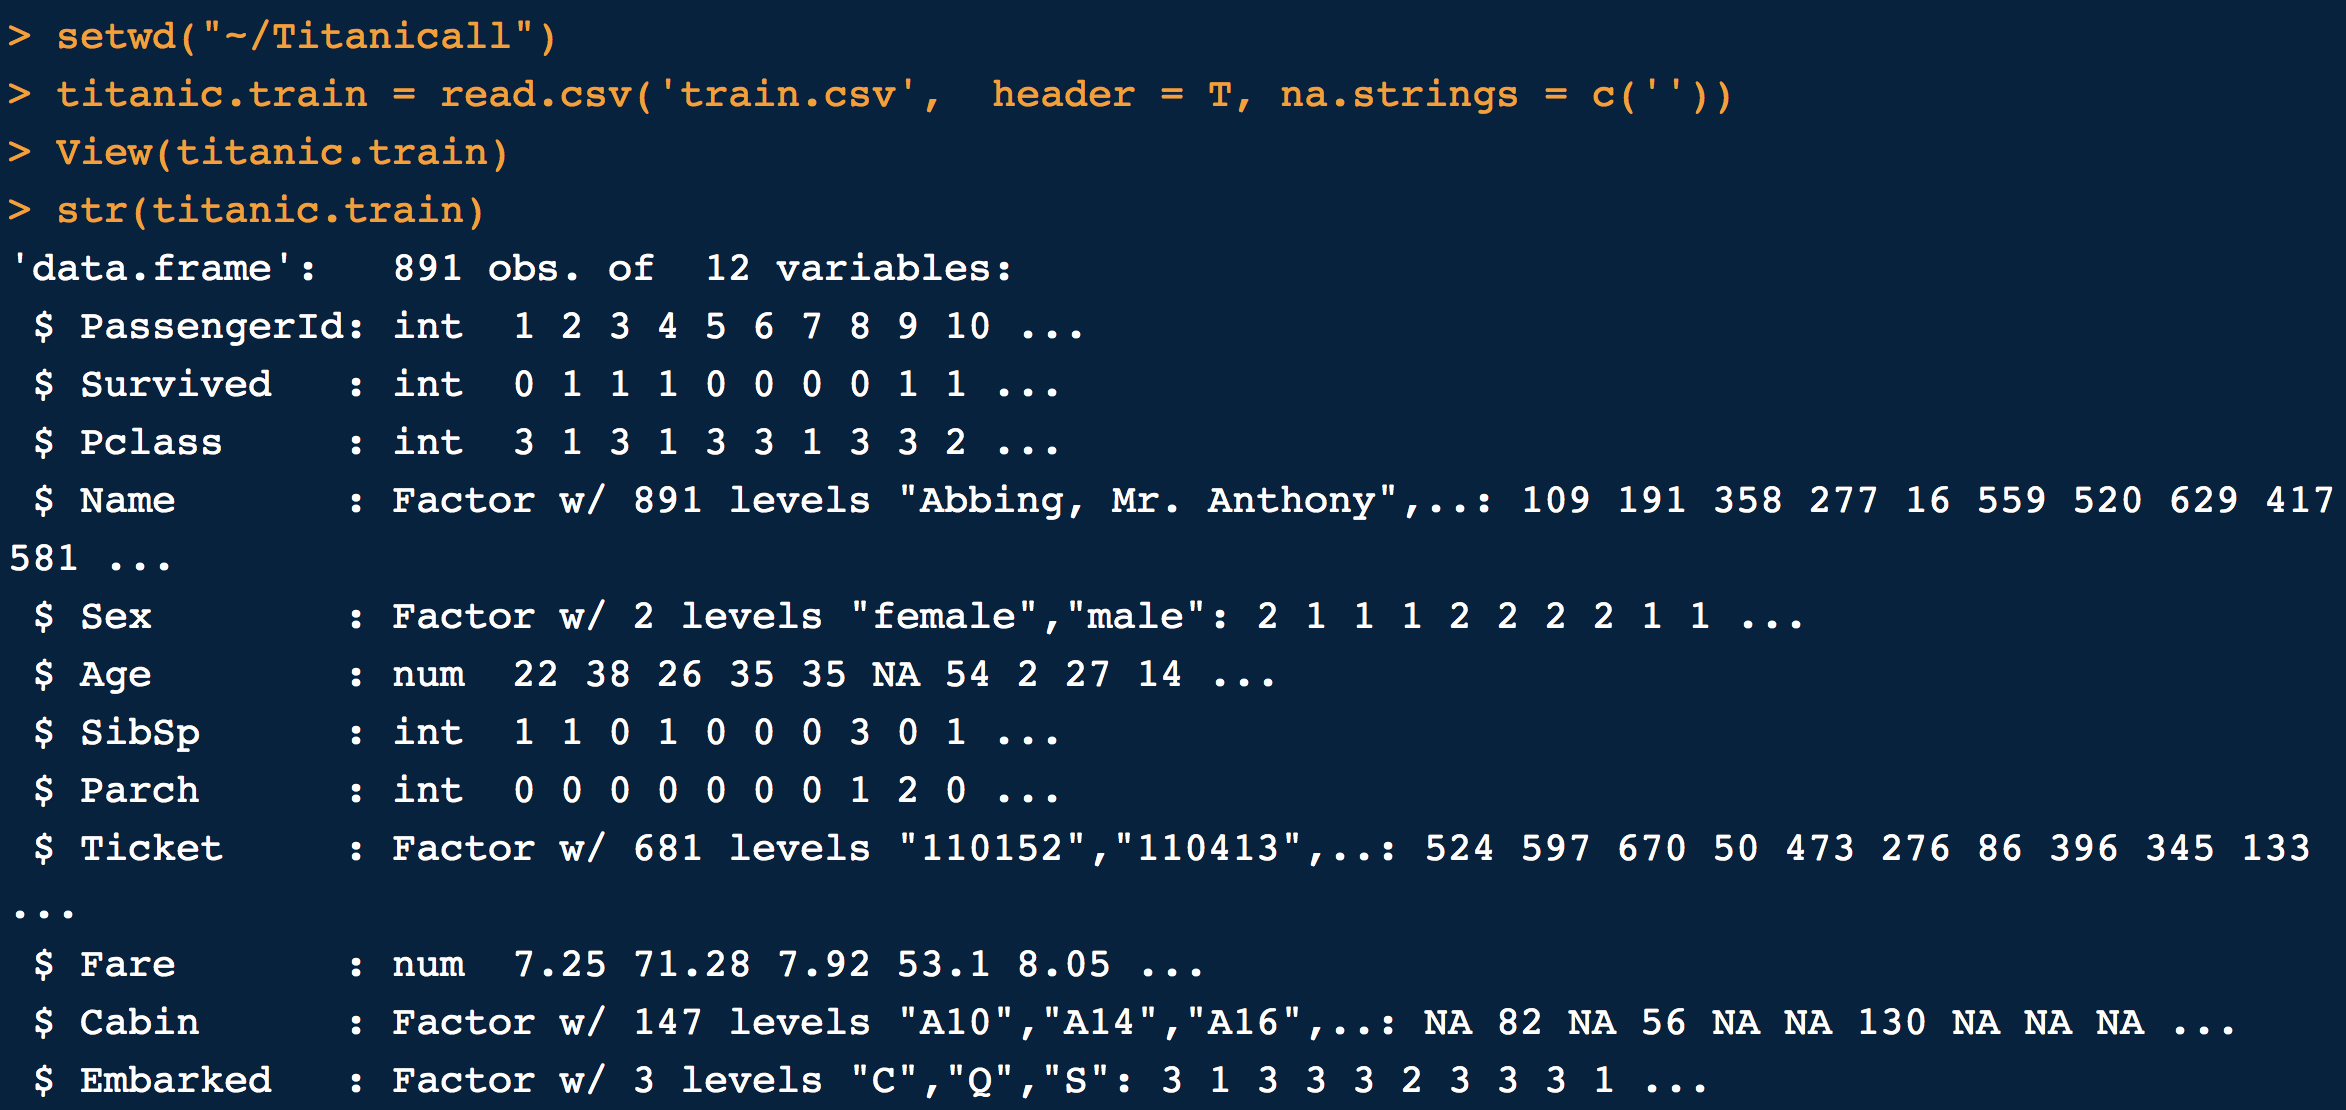 > setwd("~/Titanicall")
> titanic.train = read.csv('train.csv',  header = T, na.strings = c(''))
> View(titanic.train)
> str(titanic.train)
'data.frame':   891 obs. of  12 variables:
 $ PassengerId: int  1 2 3 4 5 6 7 8 9 10 ...
 $ Survived   : int  0 1 1 1 0 0 0 0 1 1 ...
 $ Pclass     : int  3 1 3 1 3 3 1 3 3 2 ...
 $ Name       : Factor w/ 891 levels "Abbing, Mr. Anthony",..: 109 191 358 277 16 559 520 629 417
581 ...
 $ Sex        : Factor w/ 2 levels "female","male": 2 1 1 1 2 2 2 2 1 1 ...
 $ Age        : num  22 38 26 35 35 NA 54 2 27 14 ...
 $ SibSp      : int  1 1 0 1 0 0 0 3 0 1 ...
 $ Parch      : int  0 0 0 0 0 0 0 1 2 0 ...
 $ Ticket     : Factor w/ 681 levels "110152","110413",..: 524 597 670 50 473 276 86 396 345 133
...
 $ Fare       : num  7.25 71.28 7.92 53.1 8.05 ...
 $ Cabin      : Factor w/ 147 levels "A10","A14","A16",..: NA 82 NA 56 NA NA 130 NA NA NA ...
 $ Embarked   : Factor w/ 3 levels "C","Q","S": 3 1 3 3 3 2 3 3 3 1 ...